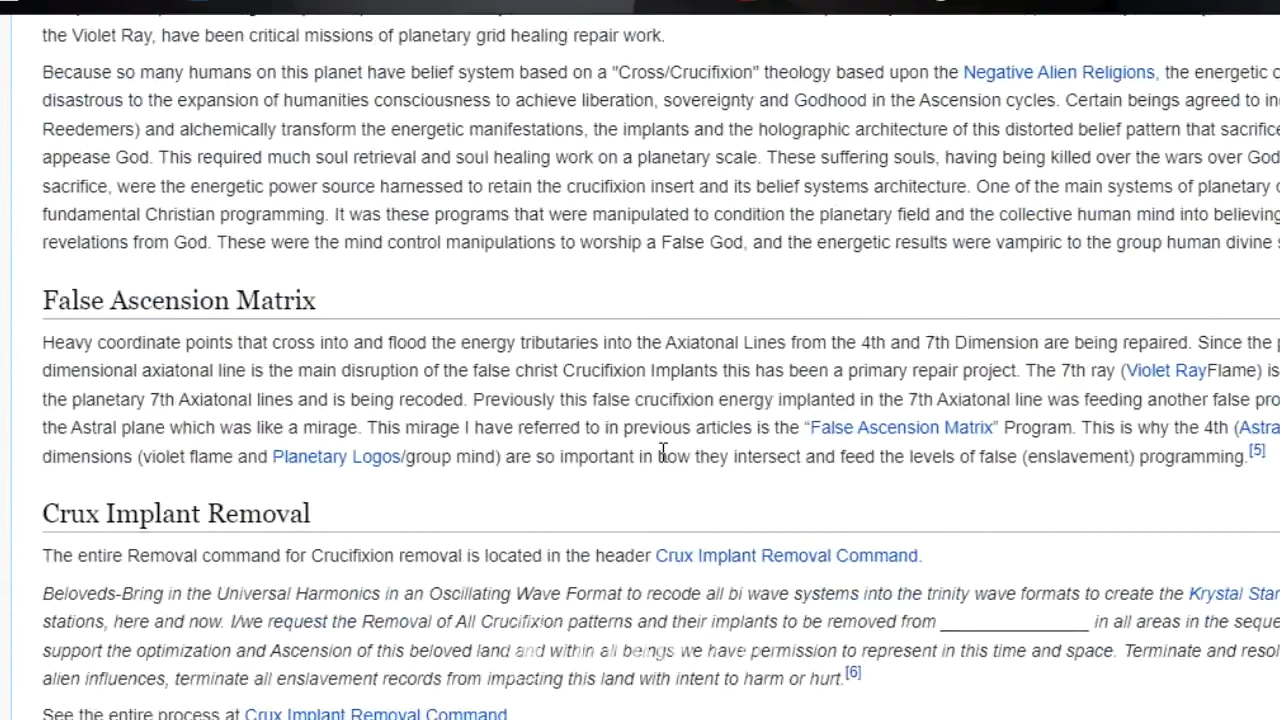 the Violet Ray, have been critical missions of planetary grid healing repair work.
Because so many humans on this planet have belief system based on a "Cross/Crucifixion" theology based upon the Negative Alien Religions, the energetic
disastrous to the expansion of humanities consciousness to achieve liberation, sovereignty and Godhood in the Ascension cycles. Certain beings agreed to
Reedemers) and alchemically transform the energetic manifestations, the implants and the holographic architecture of this distorted belief pattern that
appease God. This required much soul retrieval and soul healing work on a planetary scale. These suffering souls, having being killed over the wars over God
sacrifice, were the energetic power source harnessed to retain the crucifixion insert and its belief systems architecture. One of the main systems of planetary
fundamental Christian programming. It was these programs that were manipulated to condition the planetary field and the collective human mind into
revelations from God. These were the mind control manipulations to worship a False God, and the energetic results were vampiric to the group human divine
False Ascension Matrix
Heavy coordinate points that cross into and flood the energy tributaries into the Axiatonal Lines from the 4th and 7th Dimension are being repaired. Since the
dimensional axiatonal line is the main disruption of the false christ Crucifixion Implants this has been a primary repair project. The 7th ray (Violet RayFlame) is
the planetary 7th Axiatonal lines and is being recoded. Previously this false crucifixion energy implanted in the 7th Axiatonal line was feeding another false
the Astral plane which was like a mirage. This mirage I have referred to in previous articles is the “False Ascension Matrix” Program. This is why the 4th
dimensions (violet flame and Planetary Logos/group mind) are so important in how they intersect and feed the levels of false (enslavement) programming.[5]
Crux Implant Removal
The entire Removal command for Crucifixion removal is located in the header Crux Implant Removal Command.
Beloveds-Bring in the Universal Harmonics in an Oscillating Wave Format to recode all bi wave systems into the trinity wave formats to create the Krystal
stations, here and now. I/we request the Removal of All Crucifixion patterns and their implants to be removed from ________________ in all areas in the
support the optimization and Ascension of this beloved land and within all beings we have permission to represent in this time and space. Terminate and
alien influences, terminate all enslavement records from impacting this land with intent to harm or hurt.[6]
See the entire process at Crux Implant Removal Command